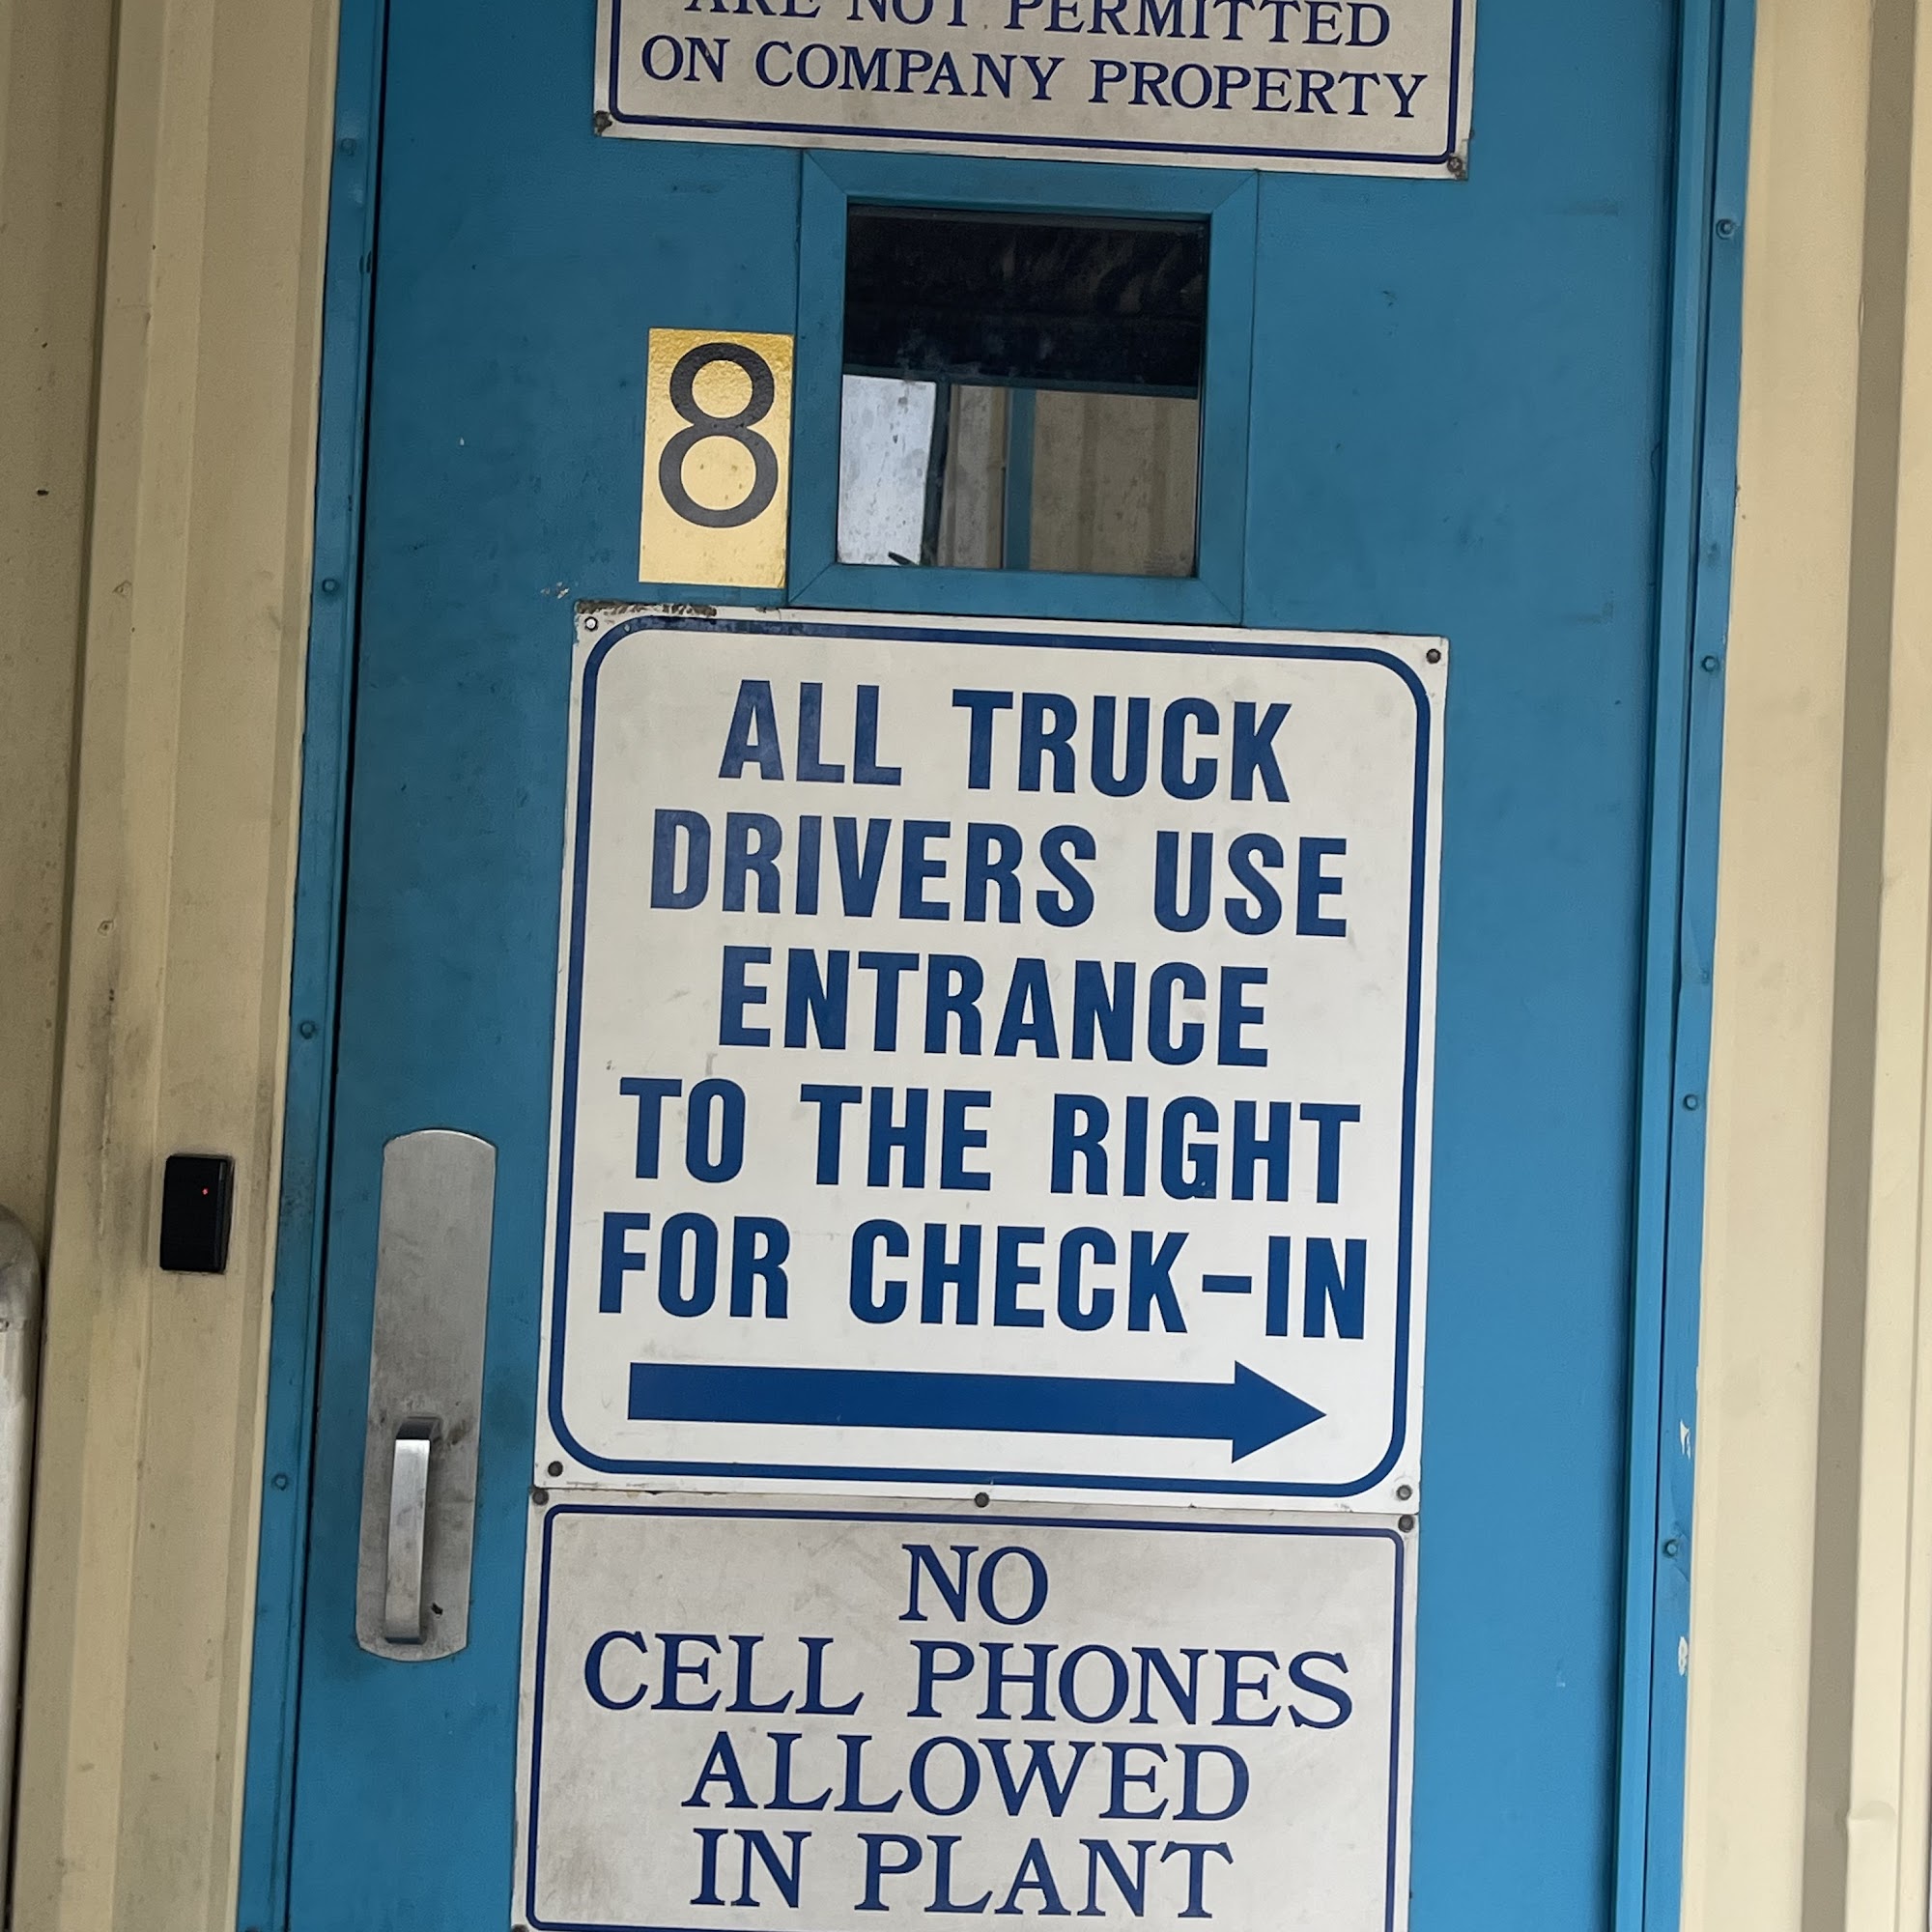 ARE NOT PERMITTED
ON COMPANY PROPERTY
8
ALL TRUCK
DRIVERS USE
ENTRANCE
TO THE RIGHT
FOR CHECK-IN
NO
CELL PHONES
ALLOWED
IN PLANT